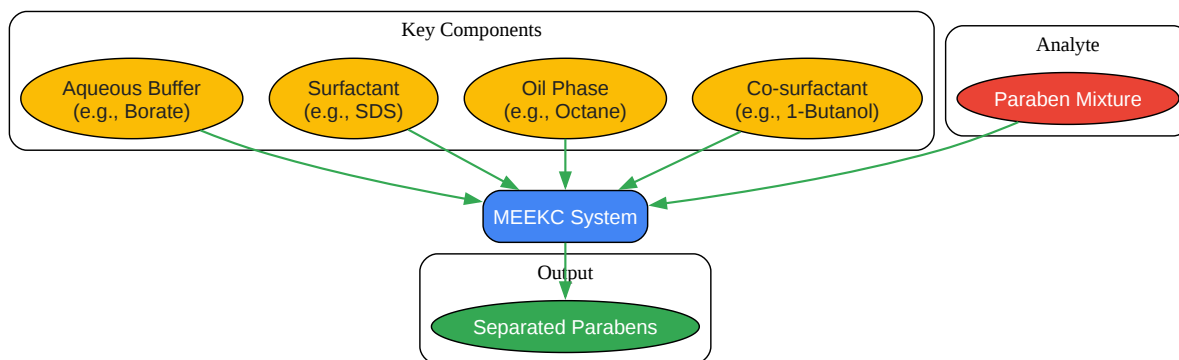 Key Components
Analyte
Aqueous Buffer
(e.g., Borate)
Surfactant
(e.g., SDS)
Oil Phase
(e.g., Octane)
Co-surfactant
(e.g., 1-Butanol)
Paraben Mixture
MEEKC System
Output
Separated Parabens